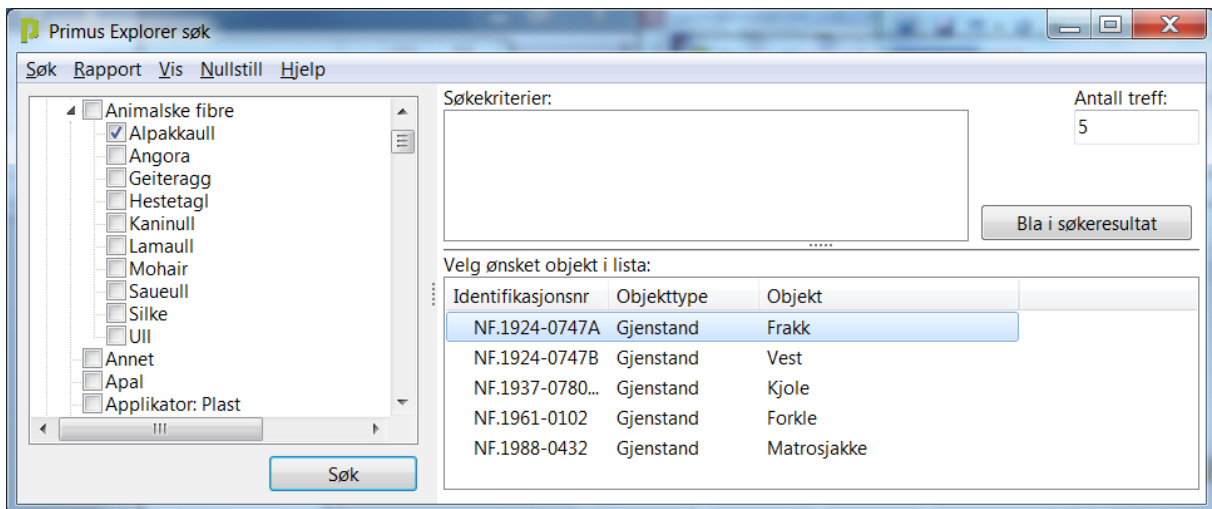 Primus Explorer søk
Søk Rapport Vis Nullstill Hjelp
Animalske fibre
Alpakkaull
Angora
Geiteragg
Hestetagl
Kaninull
Lamaull
Mohair
Saueull
Silke
Ull
Annet
Apal
Applikator: Plast
Søk
Søkekriterier:
Antall treff:
5
Bla i søkeresultat
Velg ønsket objekt i lista:
Identifikasjonsnr Objekttype Objekt
NF.1924-0747A Gjenstand Frakk
NF.1924-0747B Gjenstand Vest
NF.1937-0780... Gjenstand Kjole
NF.1961-0102 Gjenstand Forkle
NF.1988-0432 Gjenstand Matrosjakke